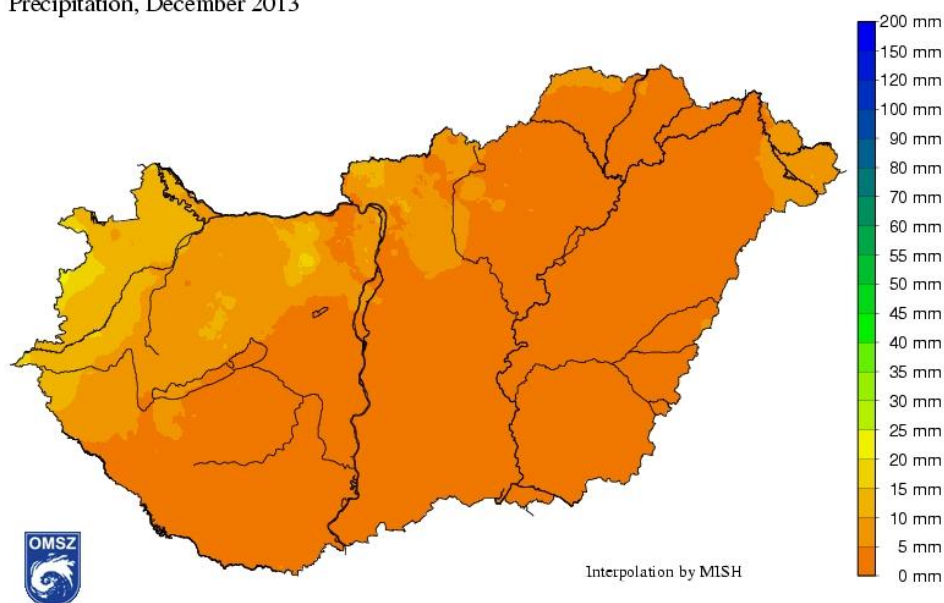 Precipitation, December 2013
200 mm
150 mm
120 mm
100 mm
90 mm
80 mm
70 mm
60 mm
55 mm
50 mm
45 mm
40 mm
35 mm
30 mm
25 mm
20 mm
15 mm
10 mm
5 mm
0 mm
OMSZ
Interpolation by MISH